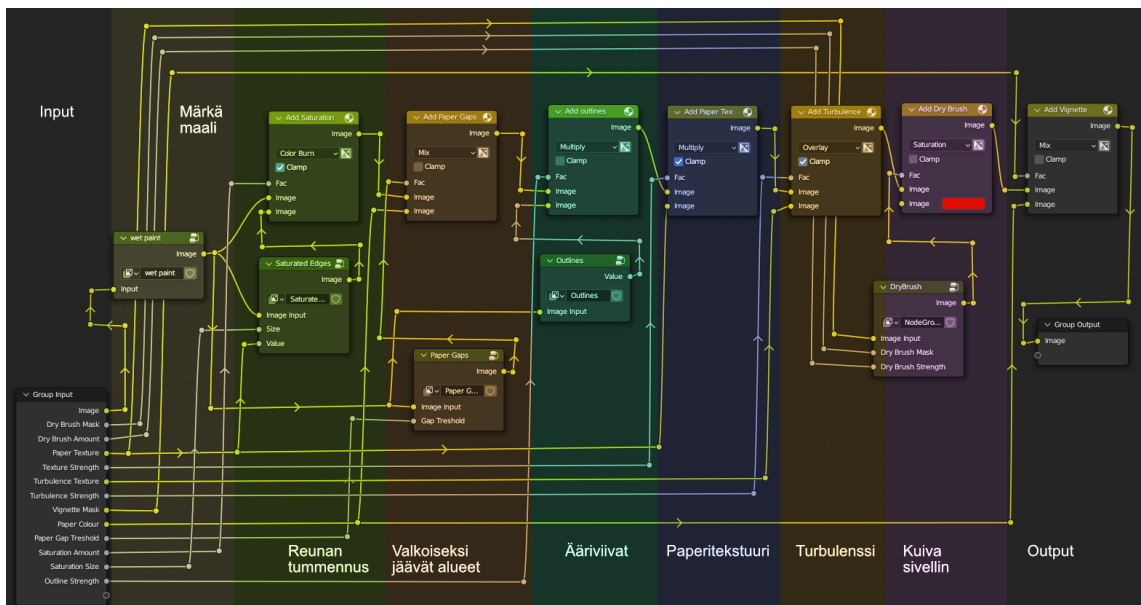 Input
Märkä
maali
Add Saturation
Image
Color Burn
Clamp
Fac
Image
Image
Add Paper Gaps
Image
Mix
Clamp
Fac
Image
Image
Add outlines
Image
Multiply
Clamp
Fac
Image
Image
Add Paper Tex
Image
Multiply
Clamp
Fac
Image
Image
Add Turbulence
Image
Overlay
Clamp
Fac
Image
Image
Add Dry Brush
Image
Saturation
Clamp
Fac
Image
Image
Add Vignette
Image
Mix
Clamp
Fac
Image
Image
wet paint
Image
wet paint
Input
Saturated Edges
Image
Saturate...
Image Input
Size
Value
Outlines
Value
Outlines
Image Input
DryBrush
Image
NodeGro...
Image Input
Dry Brush Mask
Dry Brush Strength
Group Output
Image
Paper Gaps
Image
Paper G...
Image Input
Gap Treshold
Group Input
Image
Dry Brush Mask
Dry Brush Amount
Paper Texture
Texture Strength
Turbulence Texture
Turbulence Strength
Vignette Mask
Paper Colour
Paper Gap Treshold
Saturation Amount
Saturation Size
Outline Strength
Reunan
tummennus
Valkoiseksi
jäävät alueet
Ääriviivat
Paperitekstuuri
Turbulenssi
Kuiva
sivellin
Output